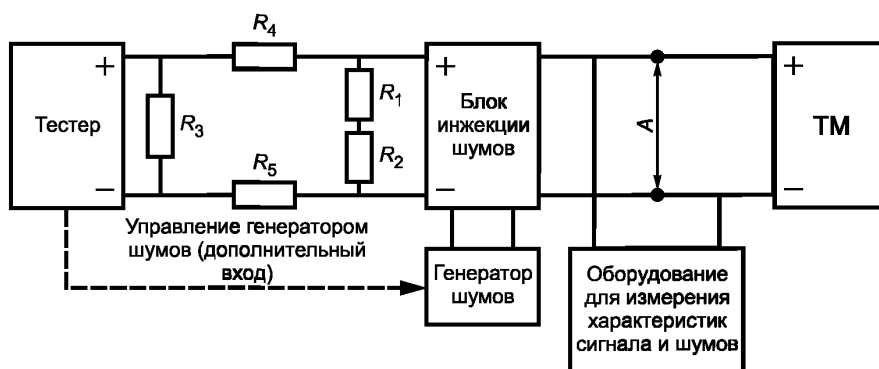 R4
+
+
+
Тестер
R3
R1
R2
Блок
инжекции
шумов
A
ТМ
–
R5
–
–
Управление генератором
шумов (дополнительный
вход)
Генератор
шумов
Оборудование
для измерения
характеристик
сигнала и шумов